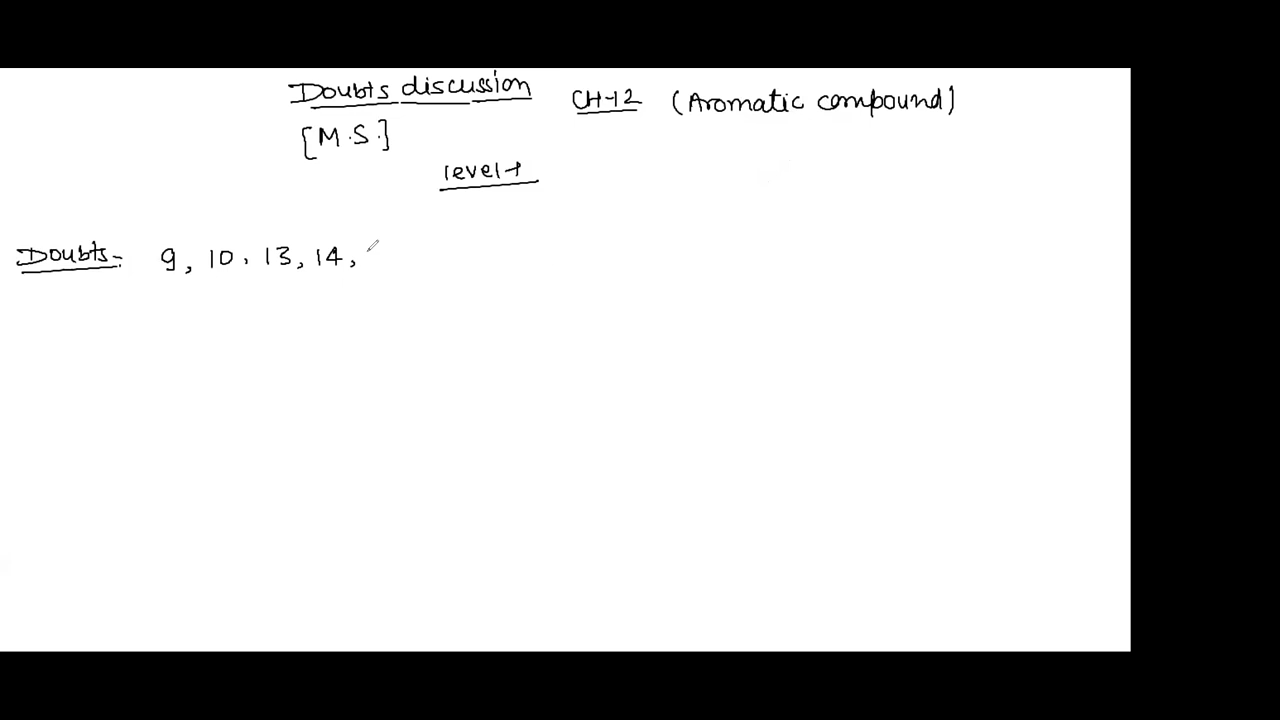 Doubts discussion CH-12 (Aromatic compound)
[M.S.]
level-1
Doubts:- 9, 10, 13, 14,